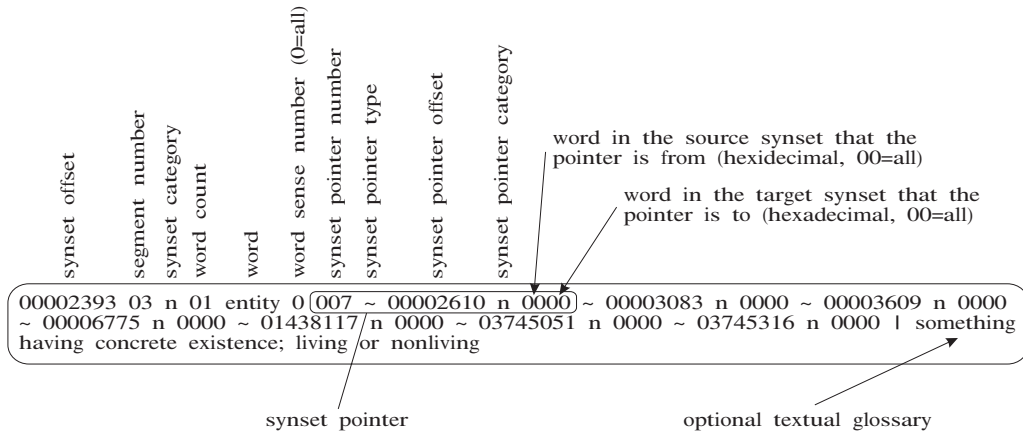 synset offset
segment number
synset category
word count
word
word sense number (0=all)
synset pointer number
synset pointer type
synset pointer offset
synset pointer category
word in the source synset that the
pointer is from (hexidecimal, 00=all)
word in the target synset that the
pointer is to (hexadecimal, 00=all)
00002393 03 n 01 entity 0 007 ~ 00002610 n 0000 ~ 00003083 n 0000 ~ 00003609 n 0000
~ 00006775 n 0000 ~ 01438117 n 0000 ~ 03745051 n 0000 ~ 03745316 n 0000 | something
having concrete existence; living or nonliving
synset pointer
optional textual glossary